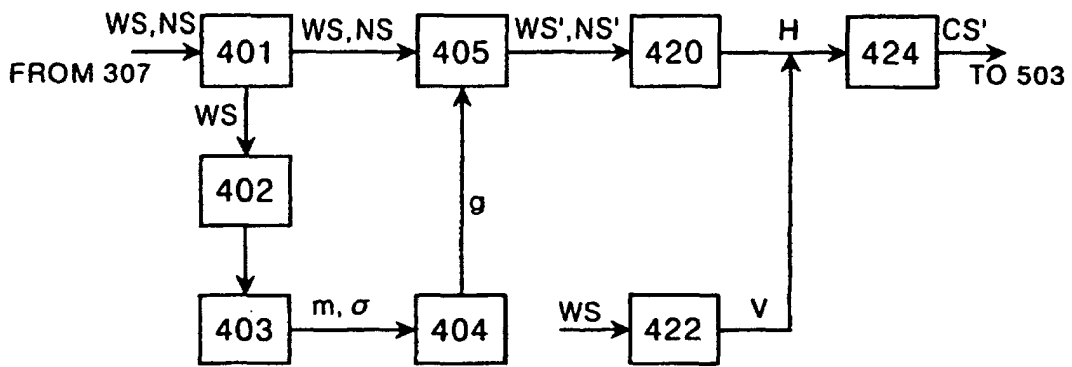 WS,NS
FROM 307
401
WS,NS
405
WS',NS'
420
H
424
CS'
TO 503
WS
402
g
403
m, σ
404
WS
422
V